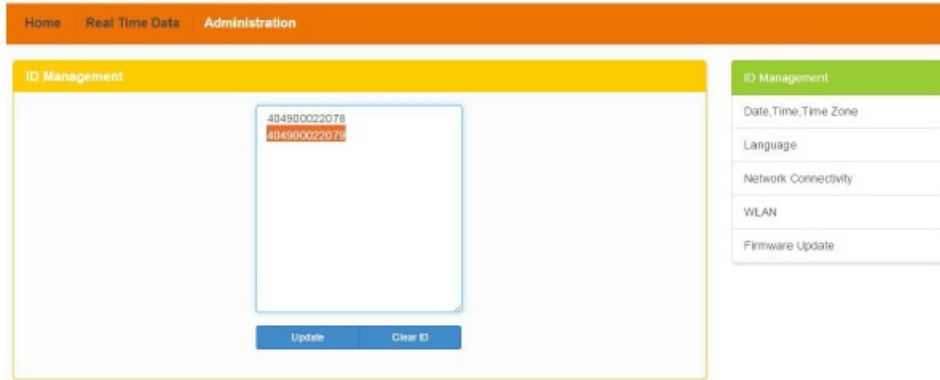 Home Real Time Data Administration
ID Management
404900022078
404900022079
Update Clear ID
ID Management
Date,Time,Time Zone
Language
Network Connectivity
WLAN
Firmware Update